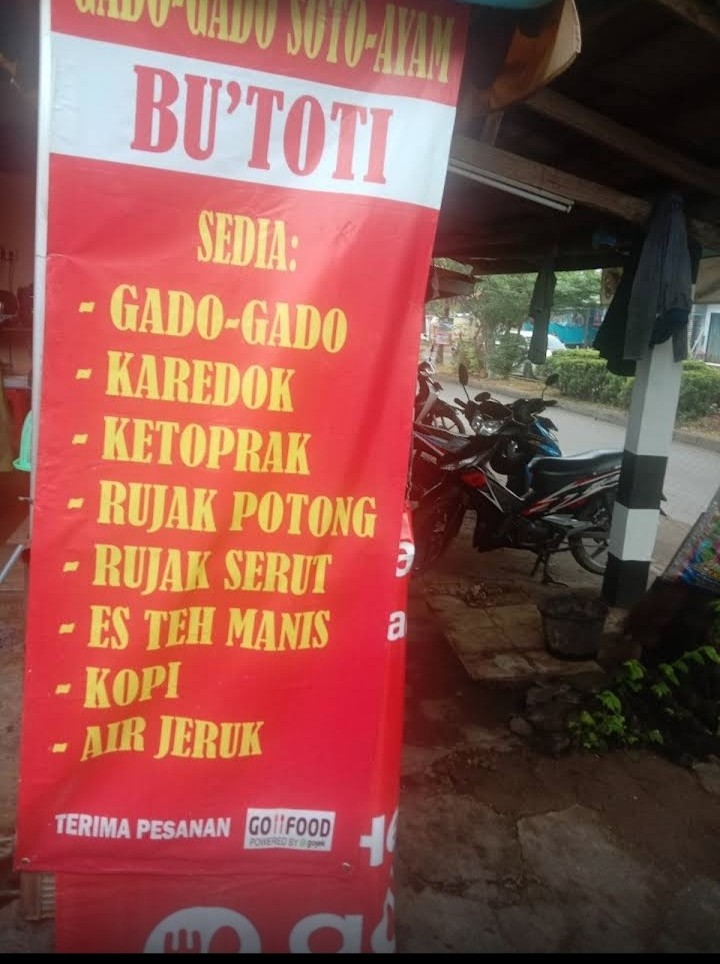 GADO-GADO SOTO-AYAM
BU'TOTI
SEDIA:
- GADO-GADO
- KAREDOK
- KETOPRAK
- RUJAK POTONG
- RUJAK SERUT
- ES TEH MANIS
- KOPI
- AIR JERUK
TERIMA PESANAN
GO FOOD
POWERED BY gojek